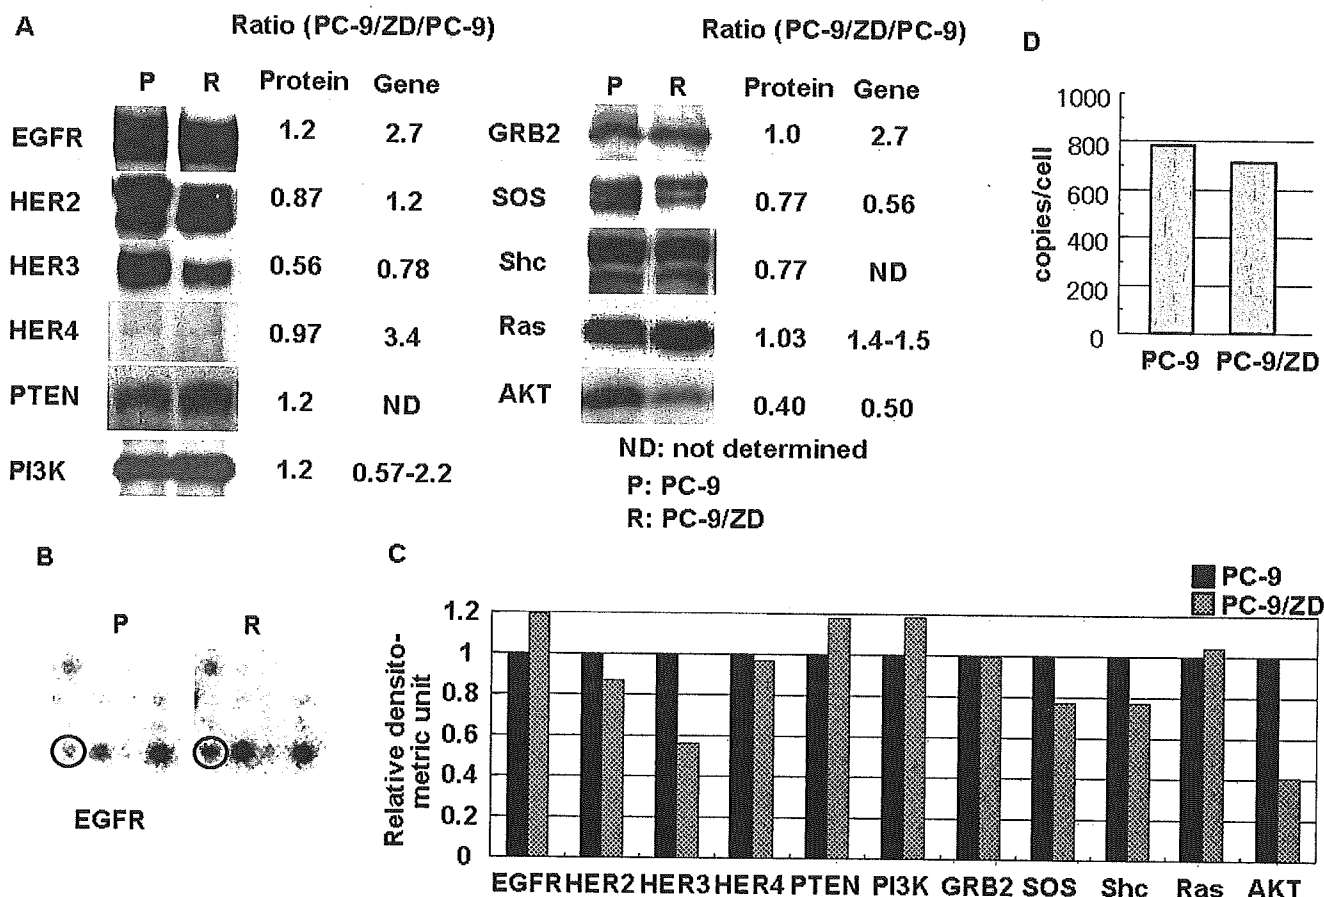 A
Ratio (PC-9/ZD/PC-9)
P R Protein Gene
EGFR 1.2 2.7
HER2 0.87 1.2
HER3 0.56 0.78
HER4 0.97 3.4
PTEN 1.2 ND
PI3K 1.2 0.57-2.2
Ratio (PC-9/ZD/PC-9)
P R Protein Gene
GRB2 1.0 2.7
SOS 0.77 0.56
Shc 0.77 ND
Ras 1.03 1.4-1.5
AKT 0.40 0.50
ND: not determined
P: PC-9
R: PC-9/ZD
D
copies/cell
1000
800
600
400
200
0
PC-9 PC-9/ZD
B
P R
EGFR
C
PC-9
PC-9/ZD
Relative densito-
metric unit
1.2
1
0.8
0.6
0.4
0.2
0
EGFR HER2 HER3 HER4 PTEN PI3K GRB2 SOS Shc Ras AKT